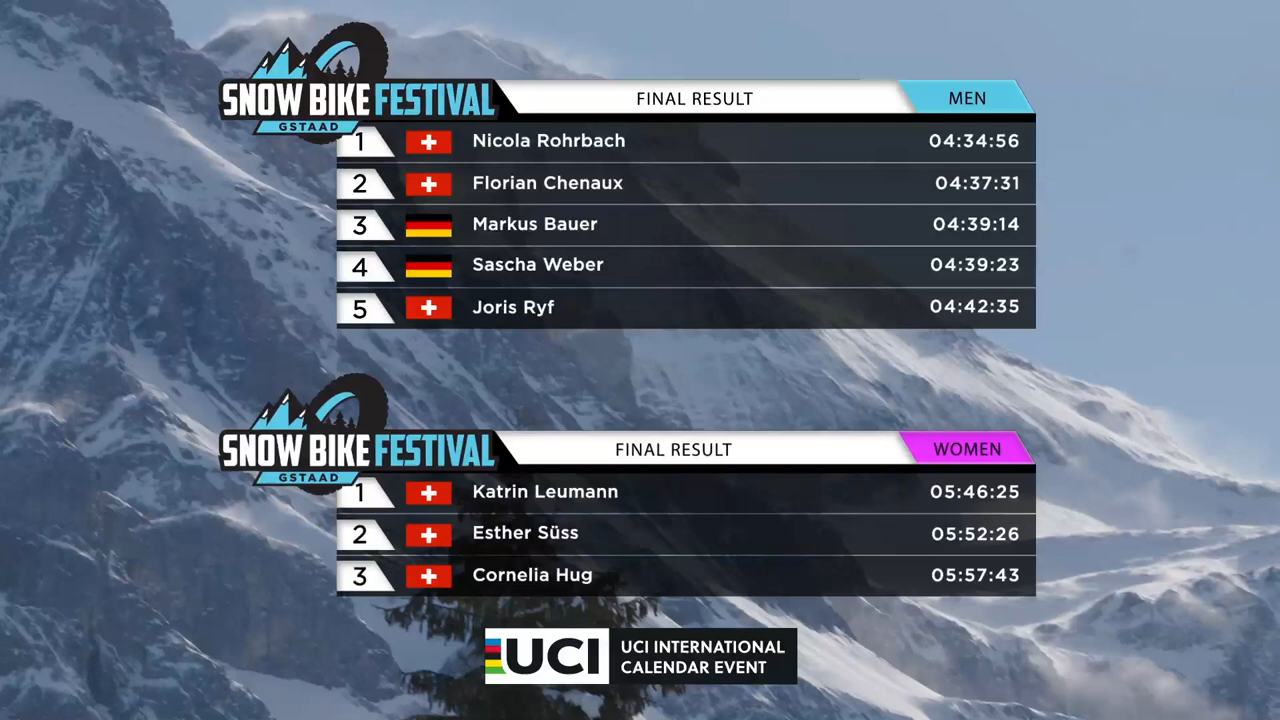 SNOW BIKE FESTIVAL
GSTAAD
FINAL RESULT MEN
1 Nicola Rohrbach 04:34:56
2 Florian Chenaux 04:37:31
3 Markus Bauer 04:39:14
4 Sascha Weber 04:39:23
5 Joris Ryf 04:42:35
SNOW BIKE FESTIVAL
GSTAAD
FINAL RESULT WOMEN
1 Katrin Leumann 05:46:25
2 Esther Süss 05:52:26
3 Cornelia Hug 05:57:43
UCI UCI INTERNATIONAL
CALENDAR EVENT